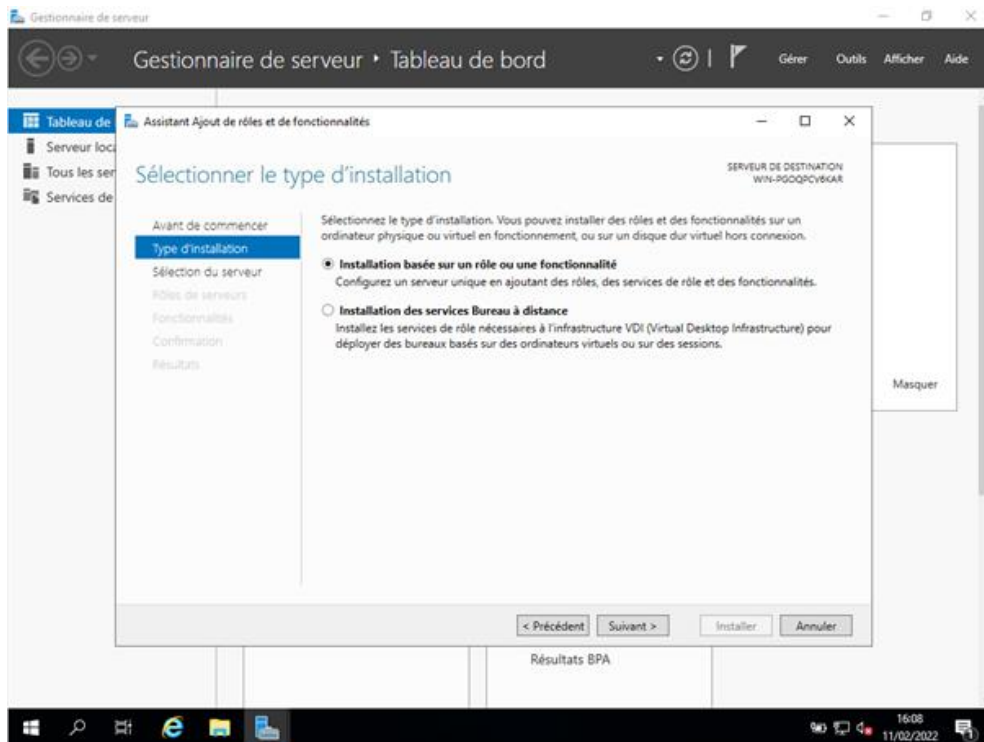 Gestionnaire de serveur
Gestionnaire de serveur • Tableau de bord
Gérer Outils Afficher Aide
Tableau de
Serveur loca
Tous les ser
Services de
Assistant Ajout de rôles et de fonctionnalités
Sélectionner le type d'installation
SERVEUR DE DESTINATION
Avant de commencer
Type d'installation
Sélection du serveur
Rôles de serveurs
Fonctionnalités
Confirmation
Résultats
Sélectionnez le type d'installation. Vous pouvez installer des rôles et des fonctionnalités sur un
ordinateur physique ou virtuel en fonctionnement, ou sur un disque dur virtuel hors connexion.
Installation basée sur un rôle ou une fonctionnalité
Configurez un serveur unique en ajoutant des rôles, des services de rôle et des fonctionnalités.
Installation des services Bureau à distance
Installez les services de rôle nécessaires à l'infrastructure VDI (Virtual Desktop Infrastructure) pour
déployer des bureaux basés sur des ordinateurs virtuels ou sur des sessions.
Masquer
< Précédent Suivant > Installer Annuler
Résultats BPA
16:08
11/02/2022